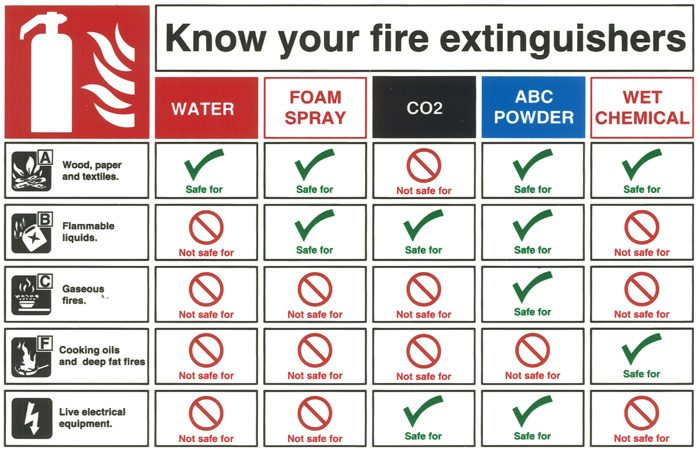 Know your fire extinguishers
WATER
FOAM
SPRAY
CO2
ABC
POWDER
WET
CHEMICAL
A
Wood, paper
and textiles.
Safe for
Safe for
Not safe for
Safe for
Safe for
B
Flammable
liquids.
Not safe for
Safe for
Safe for
Safe for
Not safe for
C
Gaseous
fires.
Not safe for
Not safe for
Not safe for
Safe for
Not safe for
F
Cooking oils
and deep fat fires
Not safe for
Not safe for
Not safe for
Not safe for
Safe for
Live electrical
equipment.
Not safe for
Not safe for
Safe for
Safe for
Not safe for